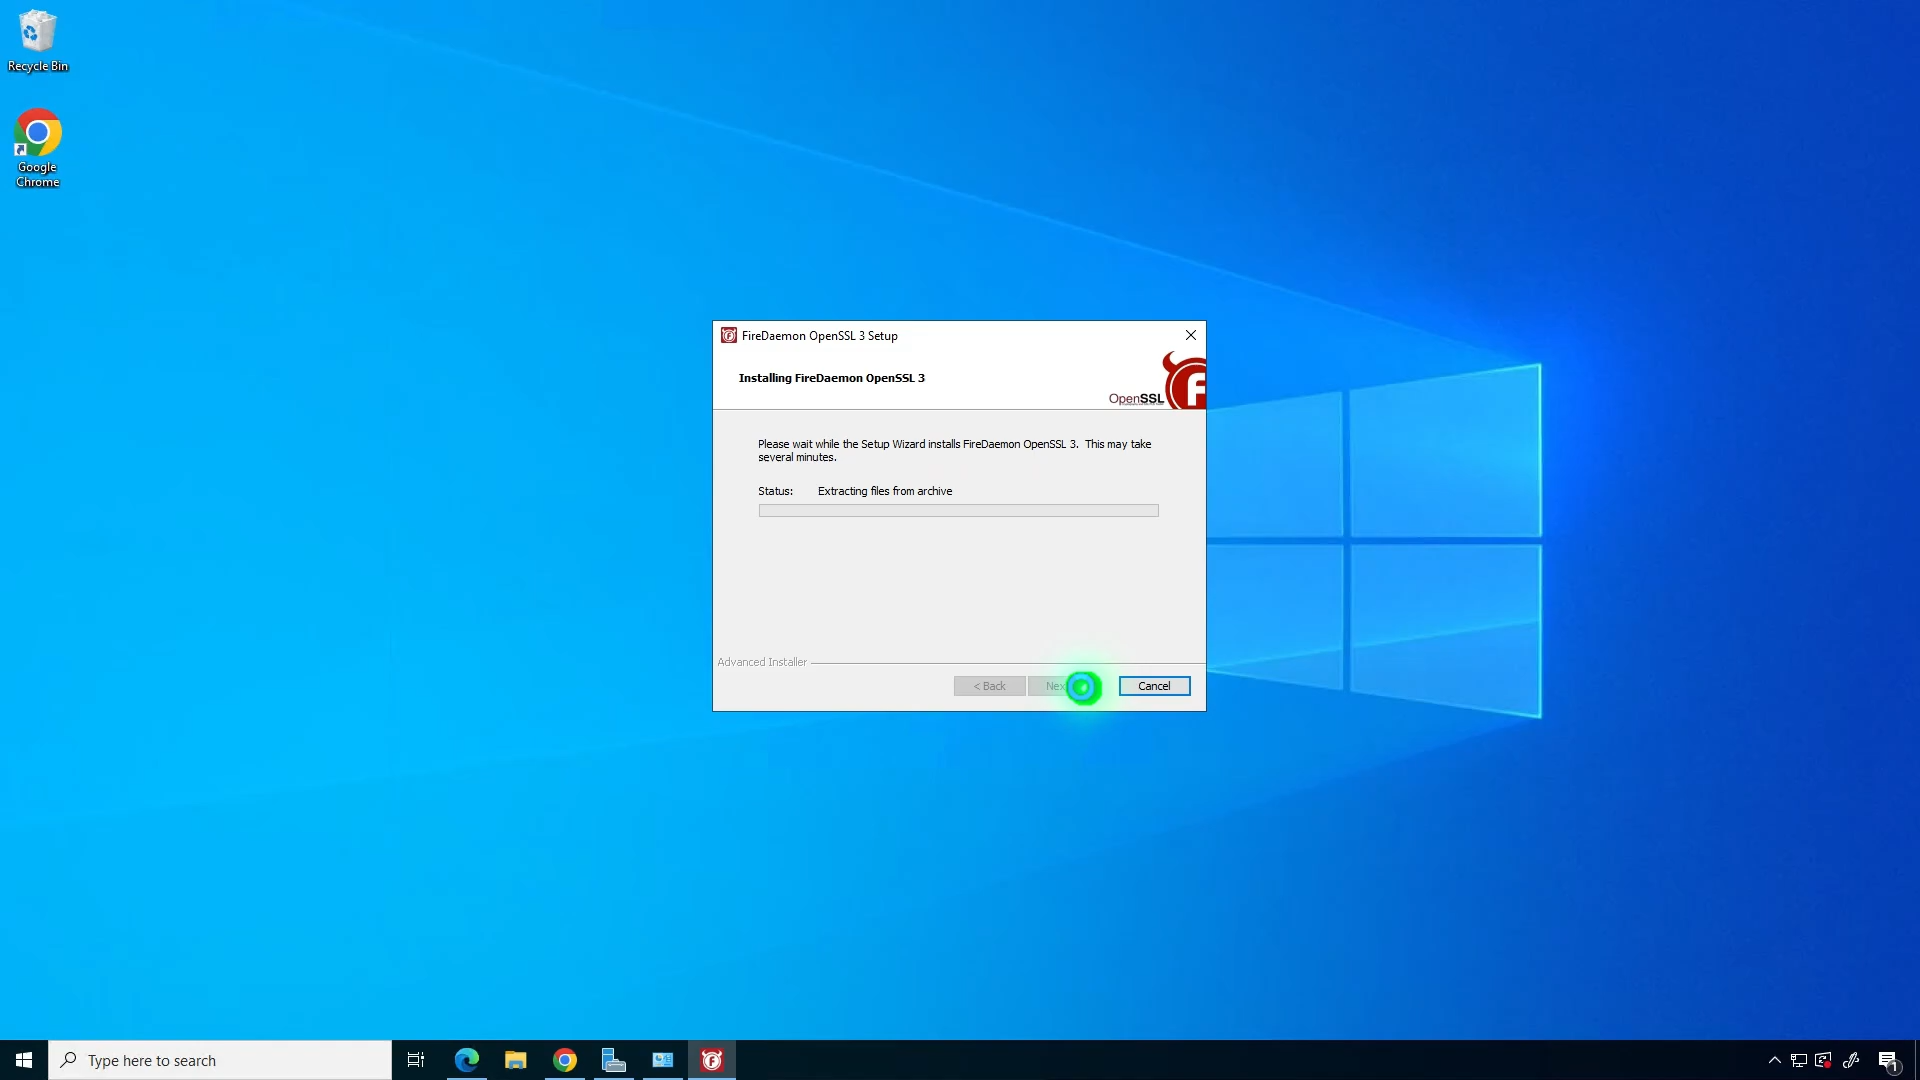 Recycle Bin
Google
Chrome
FireDaemon OpenSSL 3 Setup
Installing FireDaemon OpenSSL 3
OpenSSL
Please wait while the Setup Wizard installs FireDaemon OpenSSL 3. This may take
several minutes.
Status: Extracting files from archive
Advanced Installer
< Back
Cancel
Type here to search
1